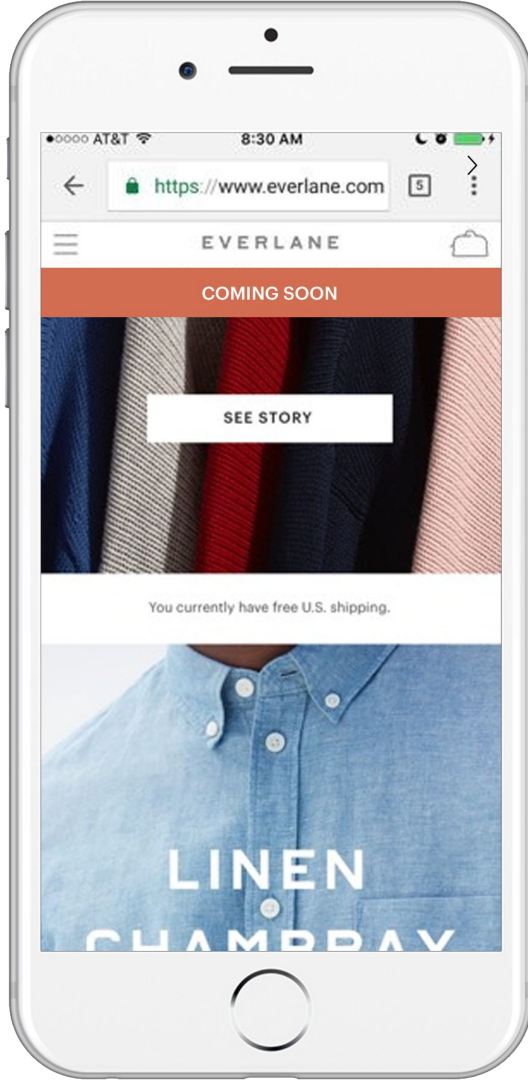 AT&T 8:30 AM
https://www.everlane.com 5
EVERLANE
COMING SOON
SEE STORY
You currently have free U.S. shipping.
LINEN
CHAMBRAY